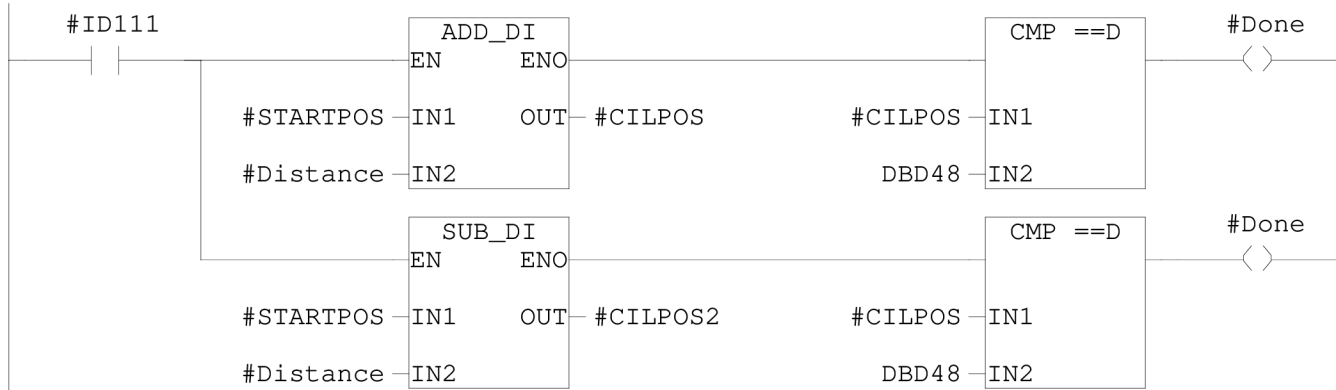 #ID111 ADD_DI CMP ==D #Done
EN ENO
#STARTPOS IN1 OUT #CILPOS #CILPOS IN1
#Distance IN2 DBD48 IN2
SUB_DI CMP ==D #Done
EN ENO
#STARTPOS IN1 OUT #CILPOS2 #CILPOS IN1
#Distance IN2 DBD48 IN2